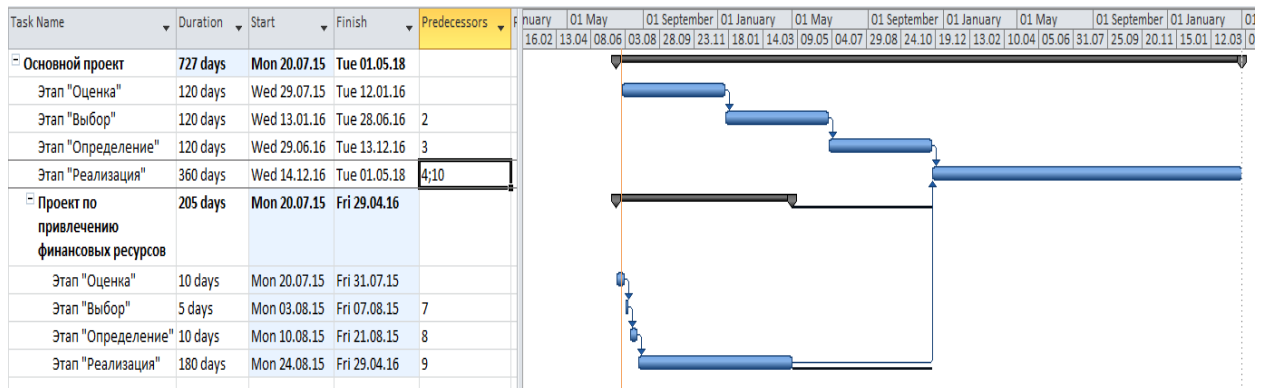 Task Name Duration Start Finish Predecessors F nuary 01 May 01 September 01 January 01 May 01 September 01 January 01 May 01 September 01 January 01
16.02 13.04 08.06 03.08 28.09 23.11 18.01 14.03 09.05 04.07 29.08 24.10 19.12 13.02 10.04 05.06 31.07 25.09 20.11 15.01 12.03 0
Основной проект 727 days Mon 20.07.15 Tue 01.05.18
Этап "Оценка" 120 days Wed 29.07.15 Tue 12.01.16
Этап "Выбор" 120 days Wed 13.01.16 Tue 28.06.16 2
Этап "Определение" 120 days Wed 29.06.16 Tue 13.12.16 3
Этап "Реализация" 360 days Wed 14.12.16 Tue 01.05.18 4;10
Проект по 205 days Mon 20.07.15 Fri 29.04.16
привлечению
финансовых ресурсов
Этап "Оценка" 10 days Mon 20.07.15 Fri 31.07.15
Этап "Выбор" 5 days Mon 03.08.15 Fri 07.08.15 7
Этап "Определение" 10 days Mon 10.08.15 Fri 21.08.15 8
Этап "Реализация" 180 days Mon 24.08.15 Fri 29.04.16 9